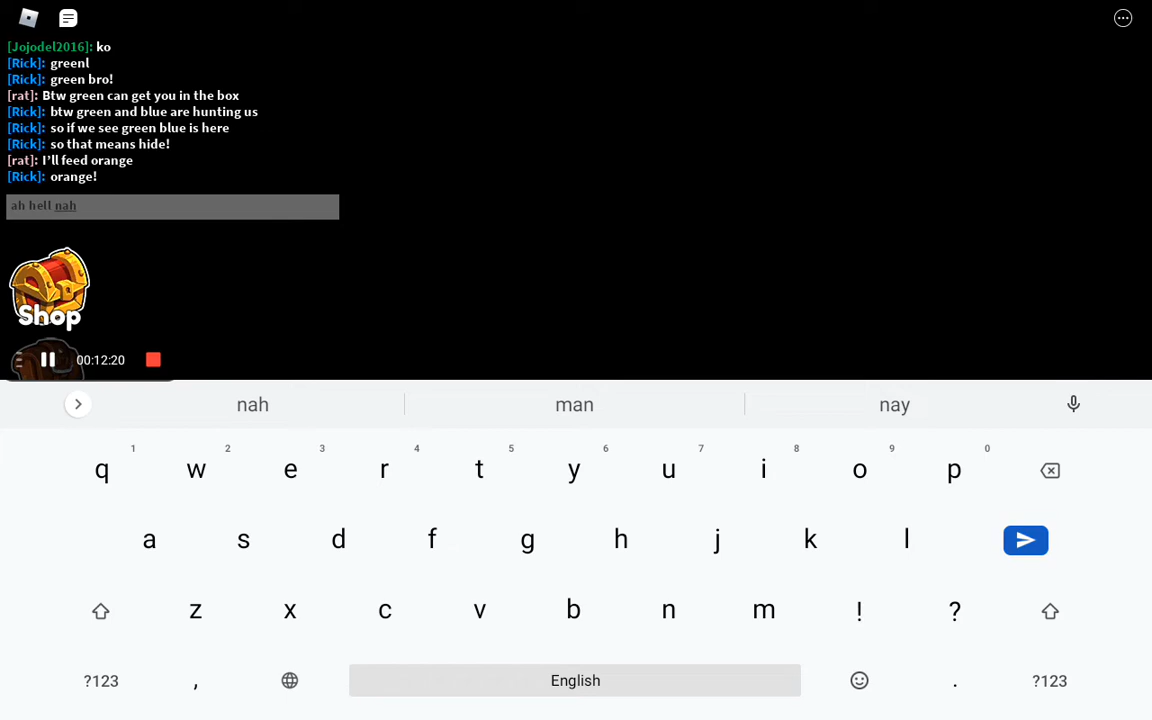 [Jojodel2016]: ko
[Rick]: greenl
[Rick]: green bro!
[rat]: Btw green can get you in the box
[Rick]: btw green and blue are hunting us
[Rick]: so if we see green blue is here
[Rick]: so that means hide!
[rat]: I'll feed orange
[Rick]: orange!
ah hell nah
Shop
00:12:20
nah man nay
1 2 3 4 5 6 7 8 9 0
q w e r t y u i o p
a s d f g h j k l
z x c v b n m ! ?
?123 , English . ?123